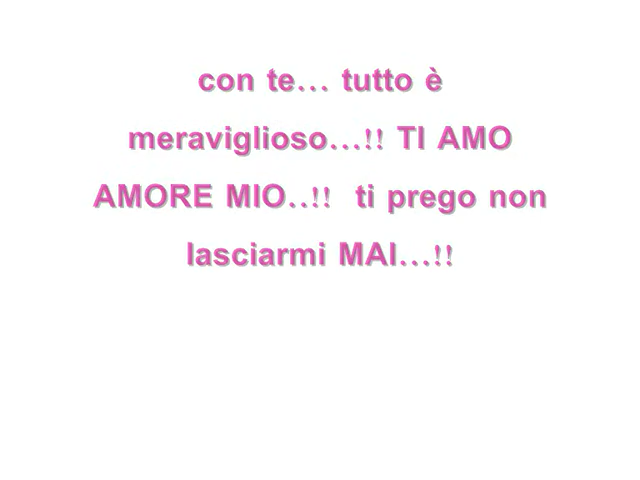 con te… tutto è
meraviglioso…!! TI AMO
AMORE MIO..!!  ti prego non
lasciarmi MAI…!!